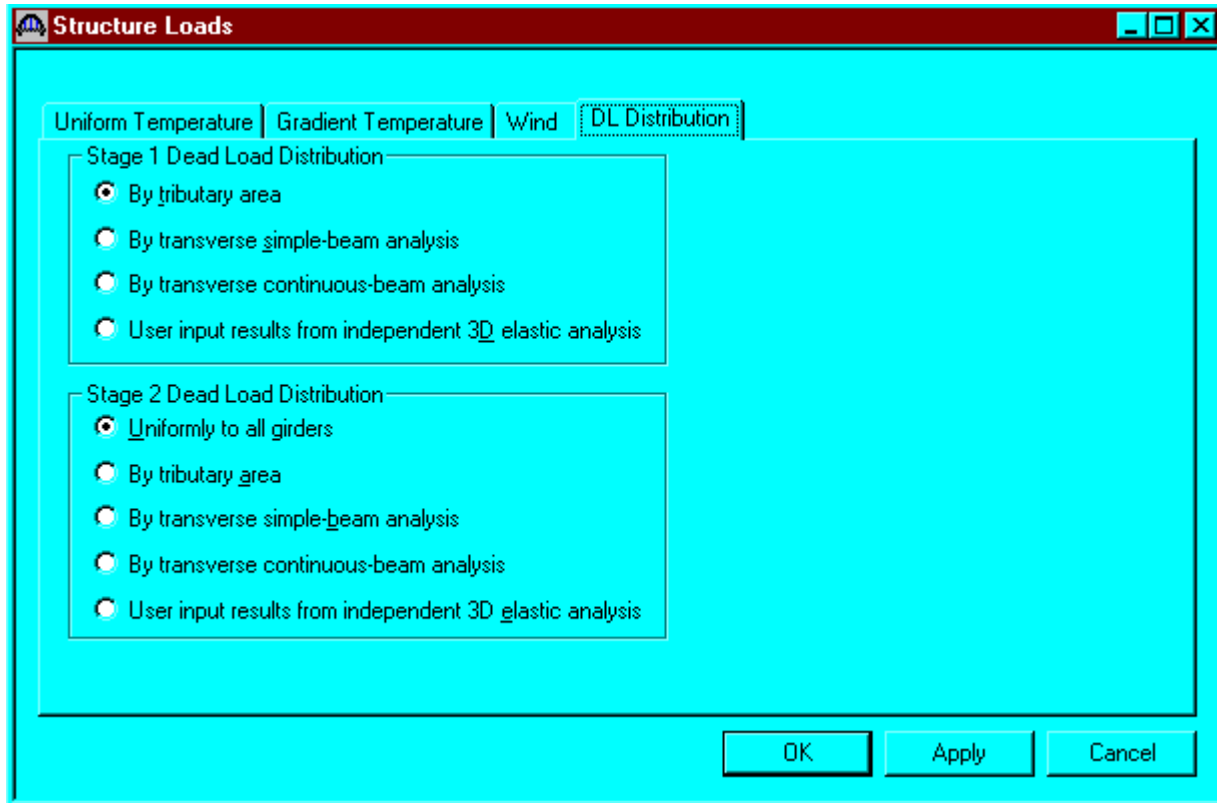 Structure Loads
Uniform Temperature
Gradient Temperature
Wind
DL Distribution
Stage 1 Dead Load Distribution
By tributary area
By transverse simple-beam analysis
By transverse continuous-beam analysis
User input results from independent 3D elastic analysis
Stage 2 Dead Load Distribution
Uniformly to all girders
By tributary area
By transverse simple-beam analysis
By transverse continuous-beam analysis
User input results from independent 3D elastic analysis
OK
Apply
Cancel